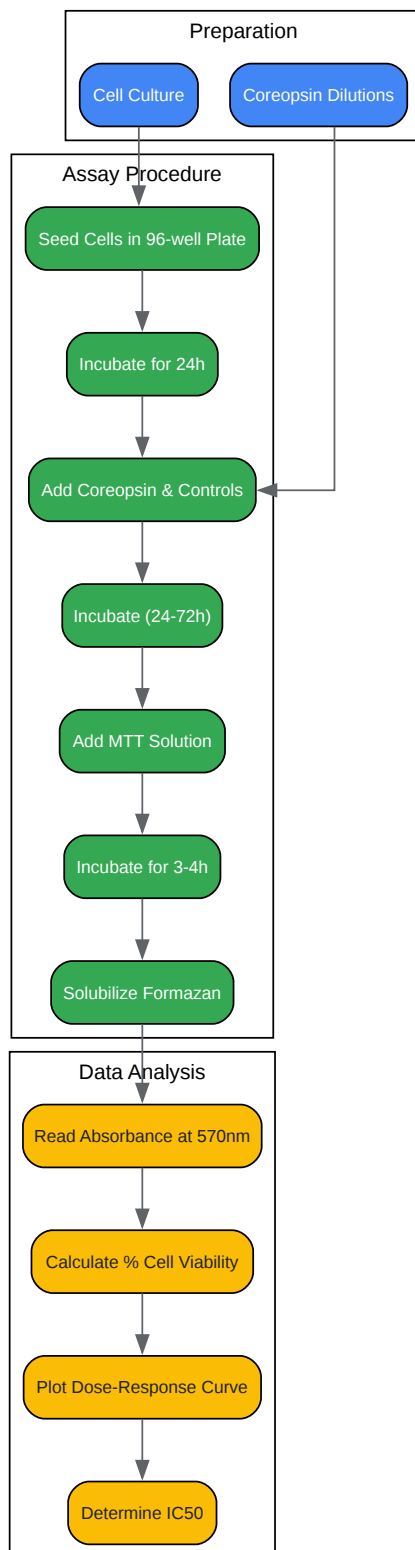 Preparation
Cell Culture
Coreopsin Dilutions
Assay Procedure
Seed Cells in 96-well Plate
Incubate for 24h
Add Coreopsin & Controls
Incubate (24-72h)
Add MTT Solution
Incubate for 3-4h
Solubilize Formazan
Data Analysis
Read Absorbance at 570nm
Calculate % Cell Viability
Plot Dose-Response Curve
Determine IC50